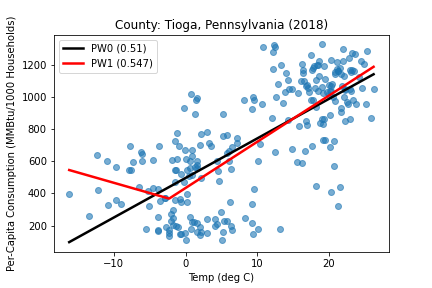 County: Tioga, Pennsylvania (2018)
PW0 (0.51)
PW1 (0.547)
Per-Capita Consumption (MMBtu/1000 Households)
1200
1000
800
600
400
200
−10
0
10
20
Temp (deg C)